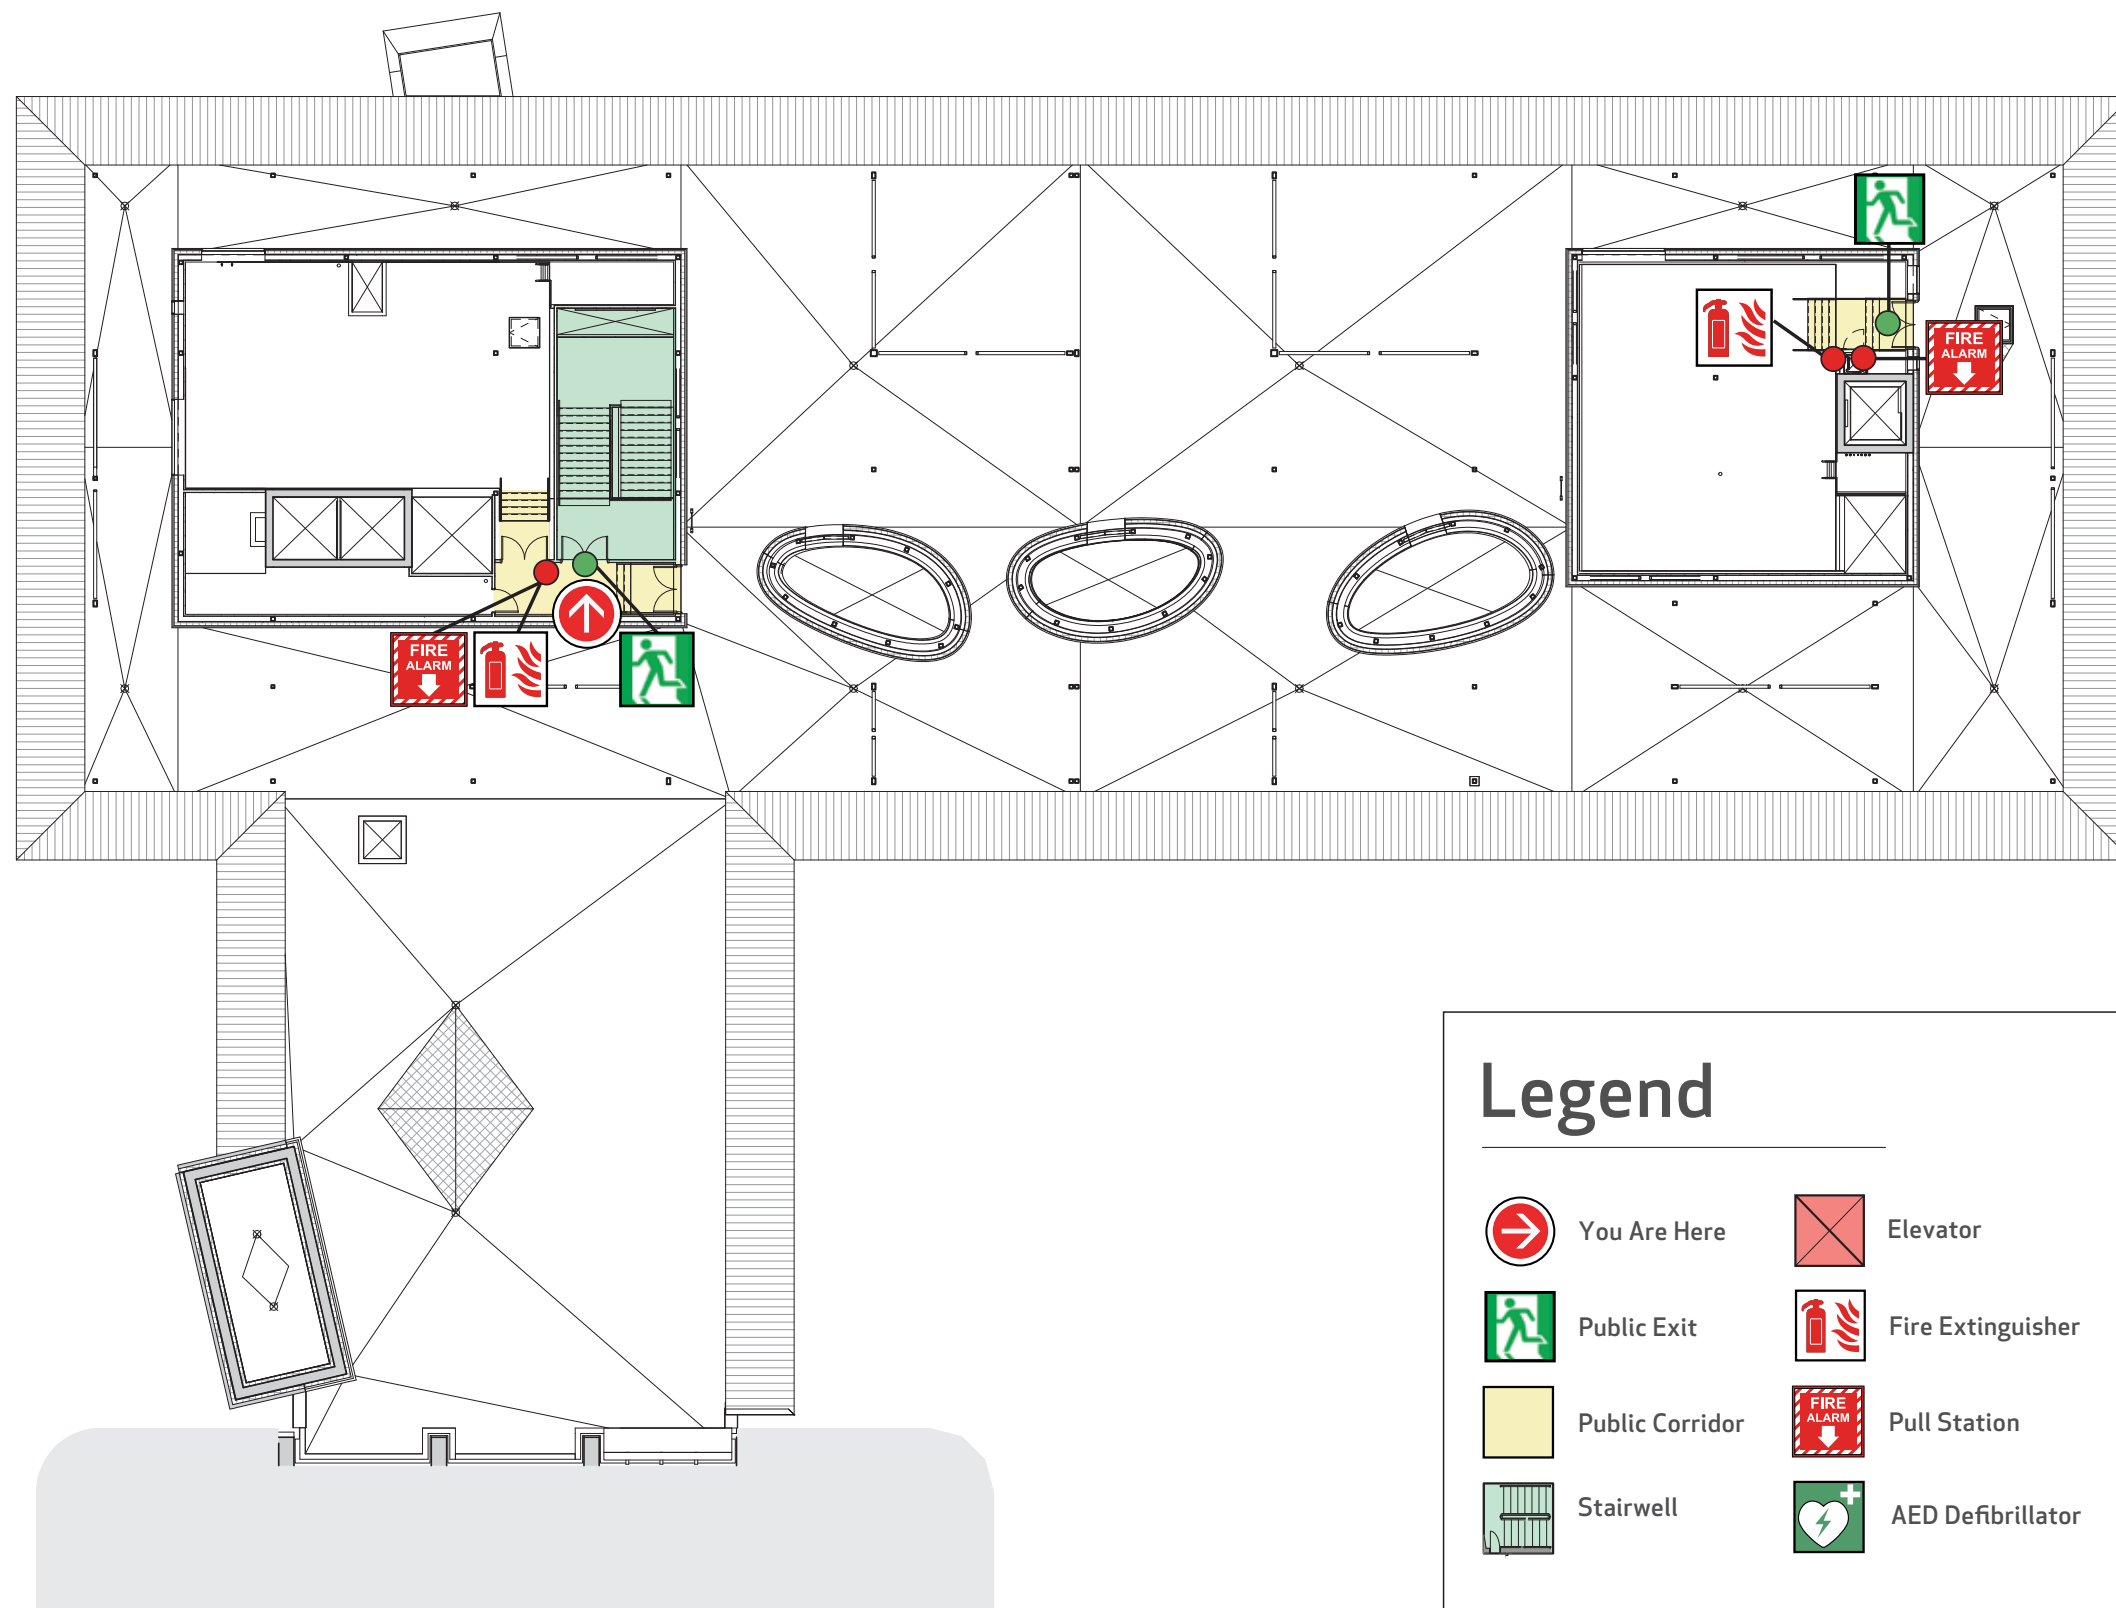 FIRE
ALARM
FIRE
ALARM
Legend
You Are Here
Elevator
Public Exit
Fire Extinguisher
Public Corridor
FIRE
ALARM
Pull Station
Stairwell
AED Defibrillator